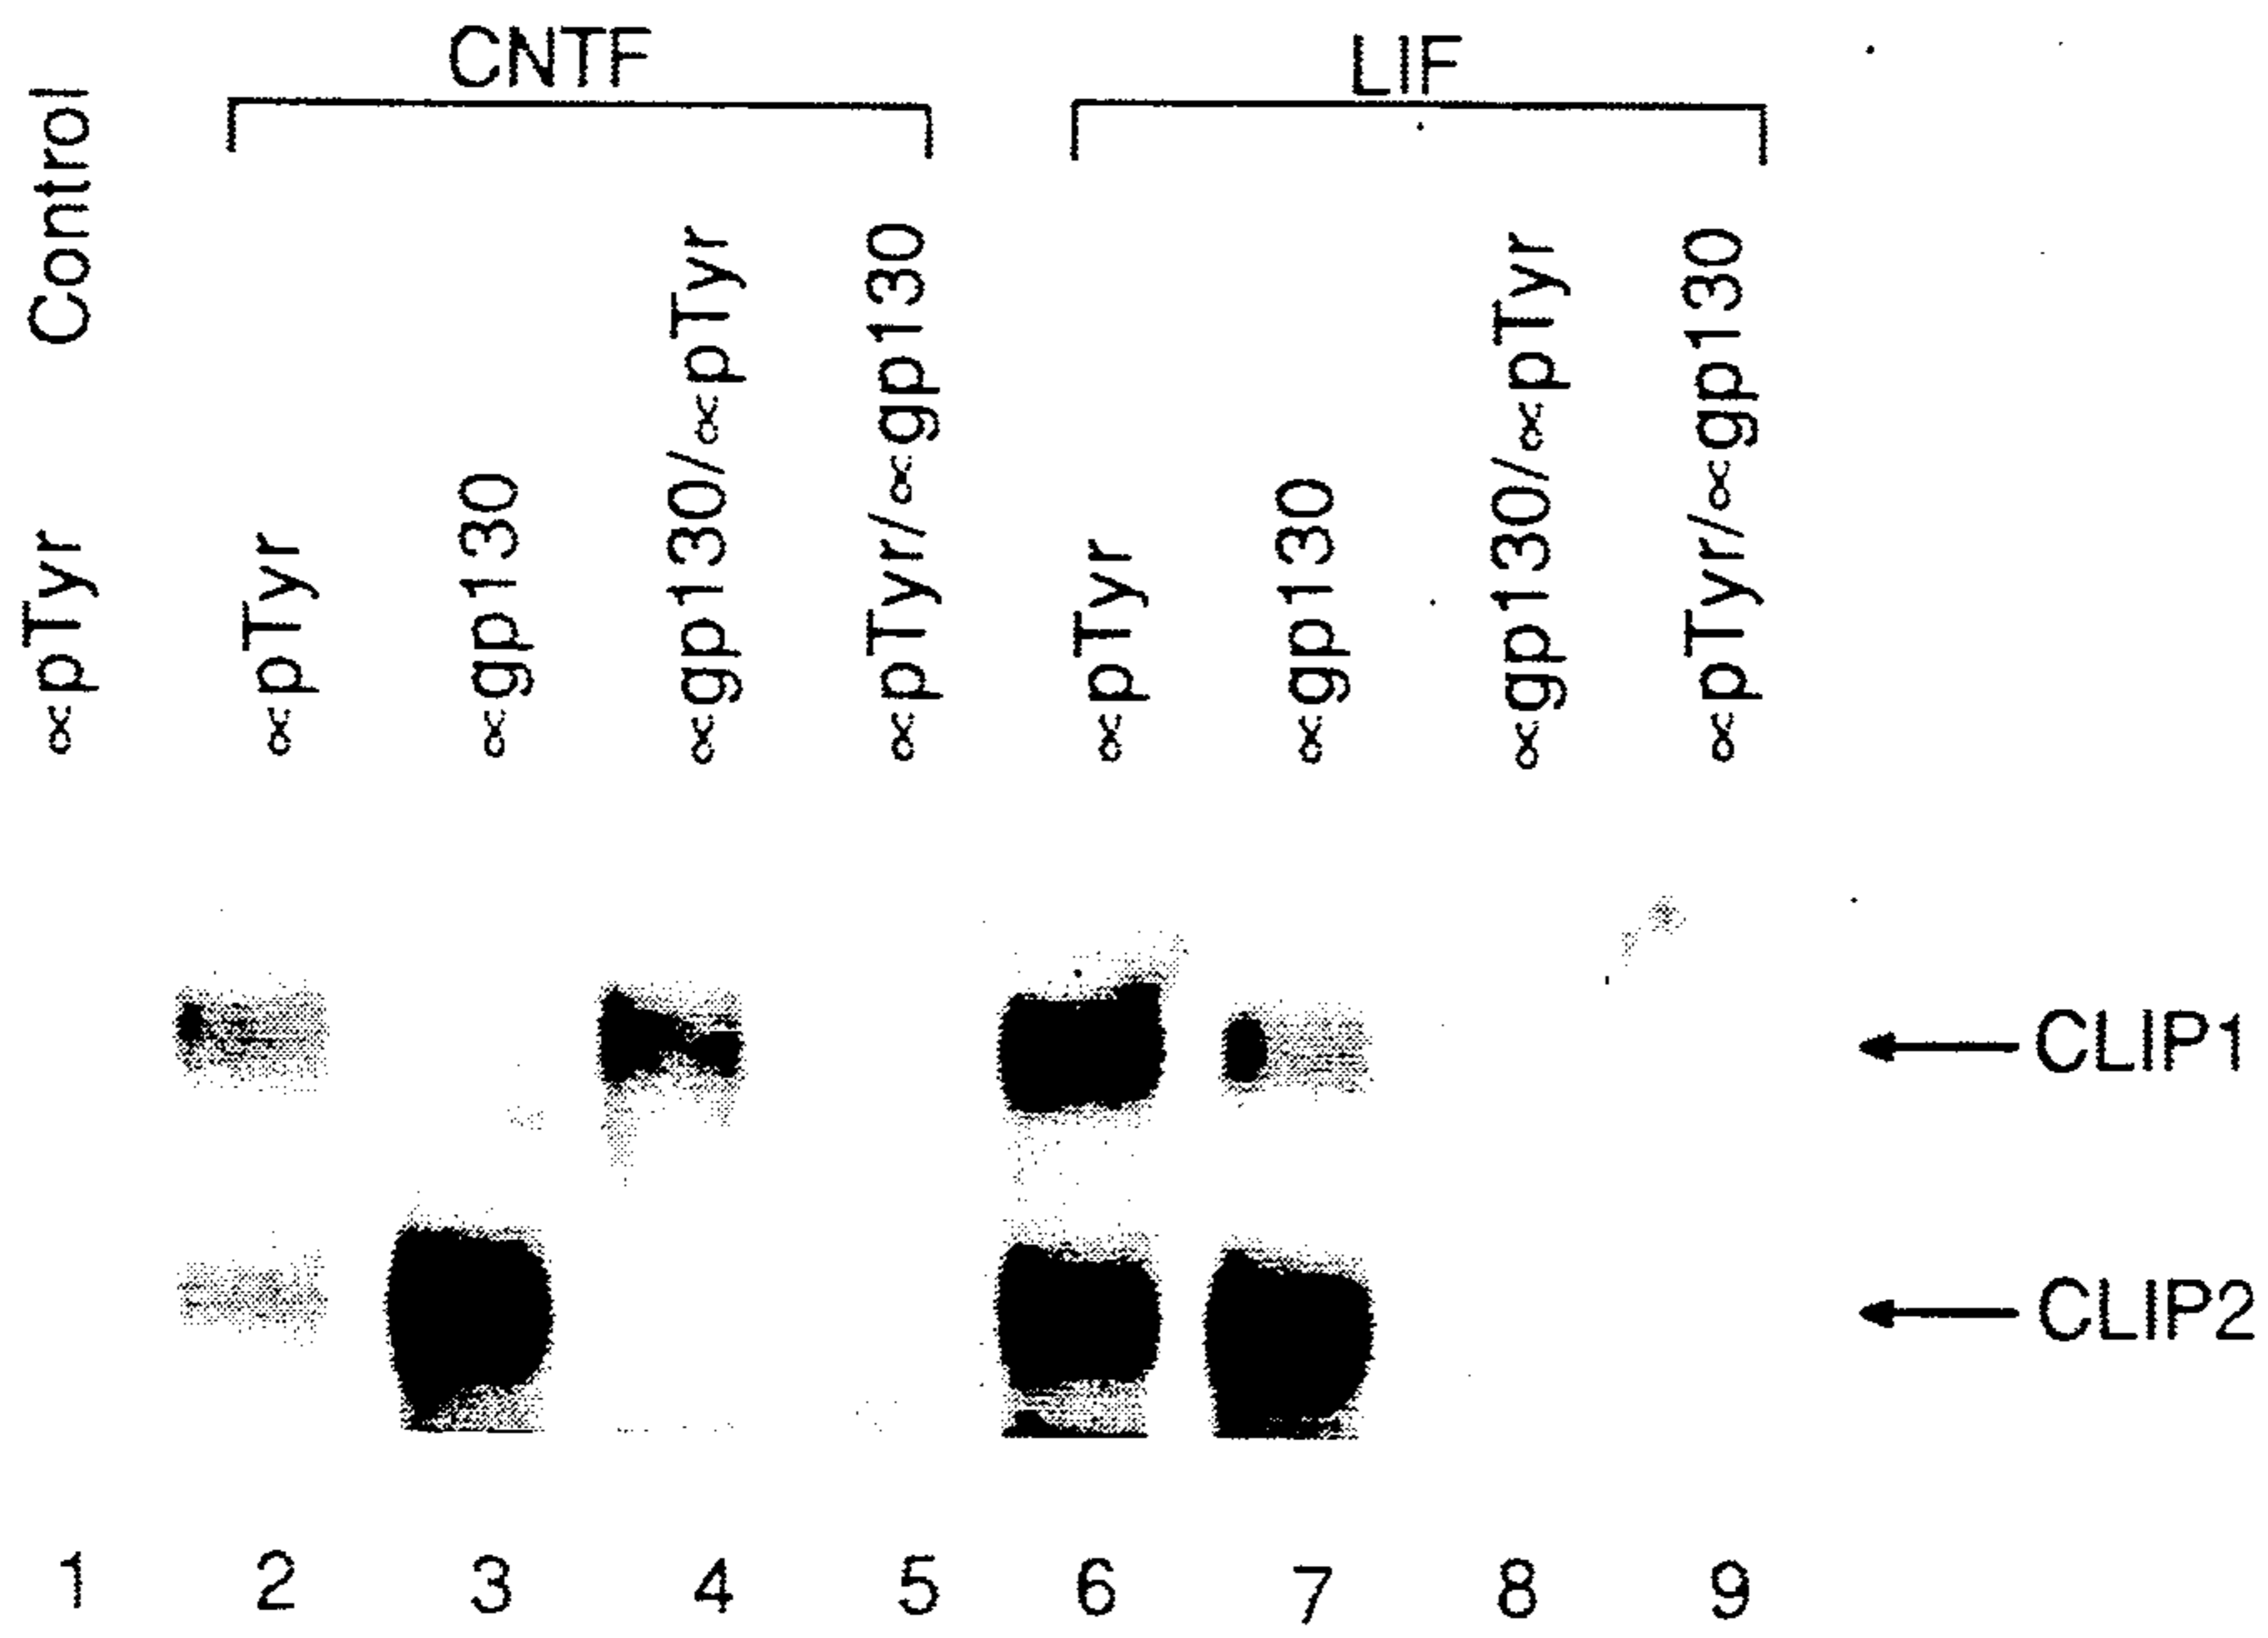 CNTF
LIF
Control
∝pTyr
∝pTyr
∝gp130
∝gp130/∝pTyr
∝pTyr/∝gp130
∝pTyr
∝gp130
∝gp130/∝pTyr
∝pTyr/∝gp130
CLIP1
CLIP2
1 2 3 4 5 6 7 8 9